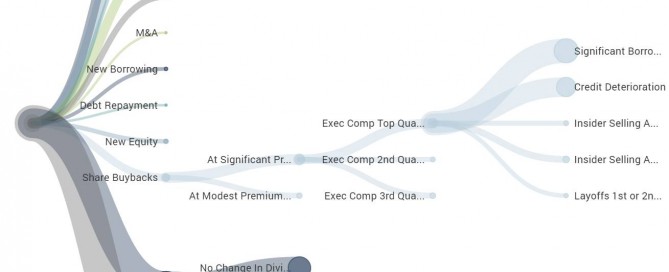 M&A
New Borrowing
Debt Repayment
New Equity
Share Buybacks
At Significant Pr...
At Modest Premium...
No Change In Divi...
Exec Comp Top Qua...
Exec Comp 2nd Qua...
Exec Comp 3rd Qua...
Significant Borro...
Credit Deterioration
Insider Selling A...
Insider Selling A...
Layoffs 1st or 2n...